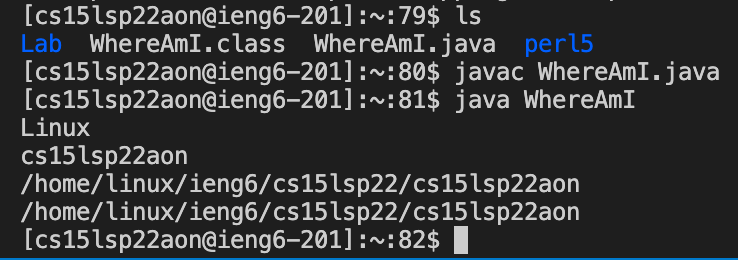 [cs15lsp22aon@ieng6-201]:~:79$ ls
Lab  WhereAmI.class  WhereAmI.java  perl5
[cs15lsp22aon@ieng6-201]:~:80$ javac WhereAmI.java
[cs15lsp22aon@ieng6-201]:~:81$ java WhereAmI
Linux
cs15lsp22aon
/home/linux/ieng6/cs15lsp22/cs15lsp22aon
/home/linux/ieng6/cs15lsp22/cs15lsp22aon
[cs15lsp22aon@ieng6-201]:~:82$